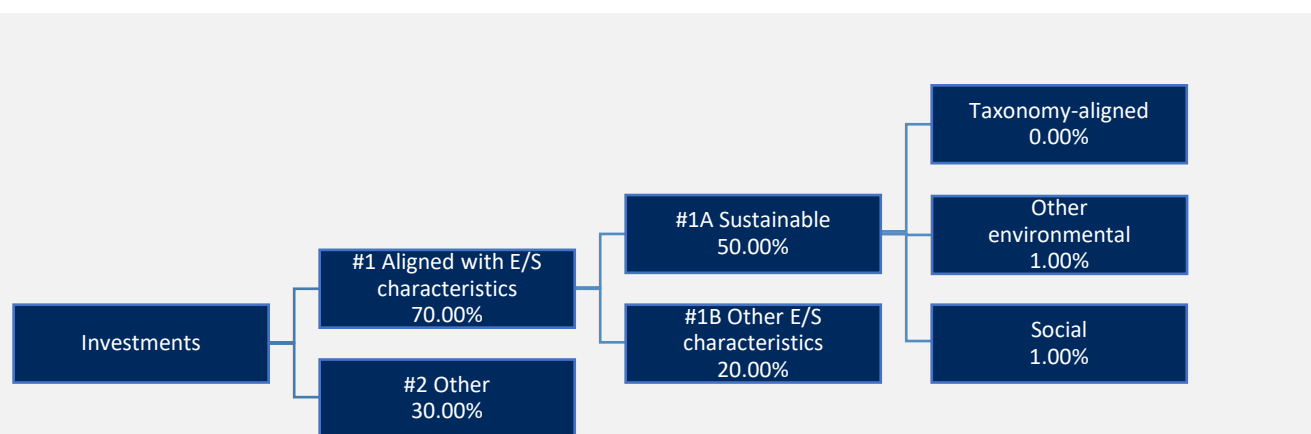 Investments
#1 Aligned with E/S
characteristics
70.00%
#2 Other
30.00%
#1A Sustainable
50.00%
#1B Other E/S
characteristics
20.00%
Taxonomy-aligned
0.00%
Other
environmental
1.00%
Social
1.00%